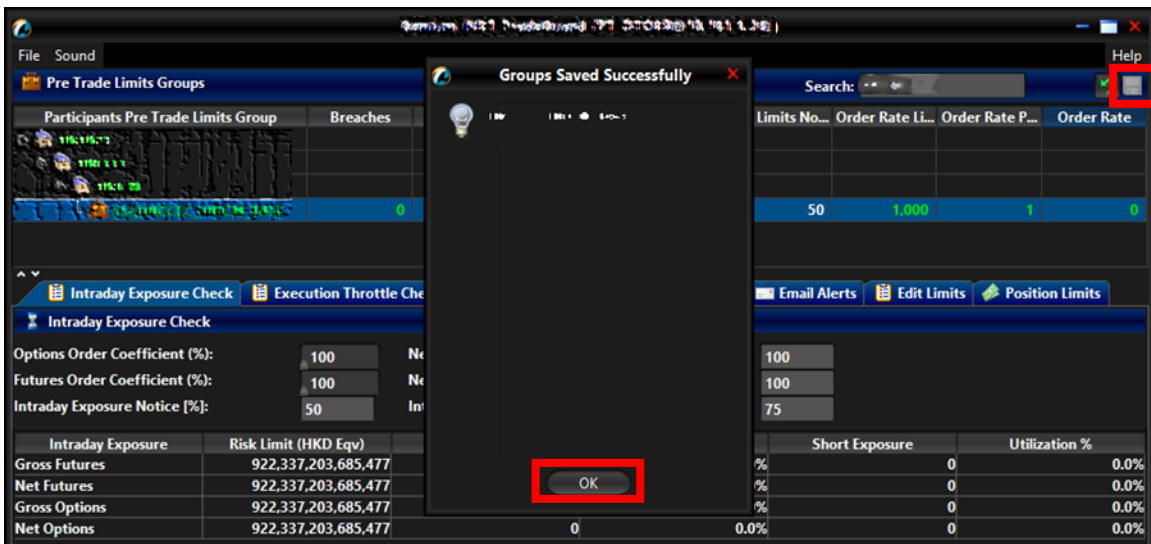 File Sound Help
Groups Saved Successfully
Pre Trade Limits Groups Search:
Participants Pre Trade Limits Group Breaches Limits No... Order Rate Li... Order Rate P... Order Rate
0 50 1,000 1 0
Intraday Exposure Check Execution Throttle Che Email Alerts Edit Limits Position Limits
Intraday Exposure Check
Options Order Coefficient (%): 100 Ne 100
Futures Order Coefficient (%): 100 Ne 100
Intraday Exposure Notice [%]: 50 In 75
Intraday Exposure Risk Limit (HKD Eqv) Short Exposure Utilization %
Gross Futures 922,337,203,685,477 % 0 0.0%
OK
Net Futures 922,337,203,685,477 % 0 0.0%
Gross Options 922,337,203,685,477 % 0 0.0%
Net Options 922,337,203,685,477 0 0.0% 0 0.0%